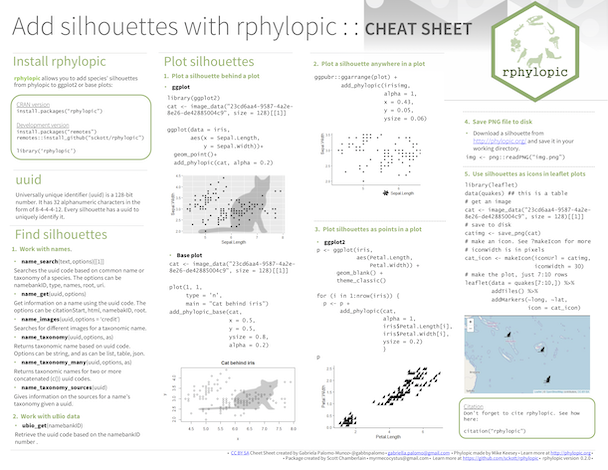 Add silhouettes with rphylopic : : CHEAT SHEET
rphylopic
Install rphylopic
rphylopic allows you to add species' silhouettes
from phylopic to ggplot2 or base plots:
CRAN version
install.packages("rphylopic")
Development version
install.packages("remotes")
remotes::install_github("sckott/rphylopic")
library('rphylopic')
uuid
Universally unique identifier (uuid) is a 128-bit
number. It has 32 alphanumeric characters in the
form of 8-4-4-4-12. Every silhouette has a uuid to
uniquely identify it.
Find silhouettes
1. Work with names.
• name_search(text, options)[[1]]
Searches the uuid code based on common name or
taxonomy of a species. The options can be
namebankID, type, names, root, uri.
• name_get(uuid, options)
Get information on a name using the uuid code. The
options can be citationStart, html, namebankID, root.
• name_images(uuid, options = 'credit')
Searches for different images for a taxonomic name.
• name_taxonomy(uuid, options, as)
Returns taxonomic name based on uuid code.
Options can be string, and as can be list, table, json.
• name_taxonomy_many(uuid, options, as)
Returns taxonomic names for two or more
concatenated (c()) uuid codes.
• name_taxonomy_sources(uuid)
Gives information on the sources for a name's
taxonomy given a uuid.
2. Work with uBio data
• ubio_get(namebankID)
Retrieve the uuid code based on the namebankID
number .
Plot silhouettes
1. Plot a silhouette behind a plot
• ggplot
library(ggplot2)
cat <- image_data("23cd6aa4-9587-4a2e-
8e26-de42885004c9", size = 128)[[1]]
ggplot(data = iris,
aes(x = Sepal.Length,
y = Sepal.Width))+
geom_point()+
add_phylopic(cat, alpha = 0.2)
Sepal.Width
Sepal.Length
• Base plot
cat <- image_data("23cd6aa4-9587-4a2e-
8e26-de42885004c9", size = 128)[[1]]
plot(1, 1,
type = 'n',
main = "Cat behind iris")
add_phylopic_base(cat,
x = 0.5,
y = 0.5,
ysize = 0.8,
alpha = 0.2)
Cat behind iris
4.5 5.0 5.5 6.0 6.5 7.0 7.5 8.0
2. Plot a silhouette anywhere in a plot
ggpubr::ggarrange(plot) +
add_phylopic(irisimg,
alpha = 1,
x = 0.43,
y = 0.05,
ysize = 0.06)
Sepal.Width
Sepal.Length
3. Plot silhouettes as points in a plot
• ggplot2
p <- ggplot(iris,
aes(Petal.Length,
Petal.Width)) +
geom_blank() +
theme_classic()
for (i in 1:nrow(iris)) {
p <- p +
add_phylopic(cat,
alpha = 1,
iris$Petal.Length[i],
iris$Petal.Width[i],
ysize = 0.2)
}
p
Petal.Width
Petal.Length
4. Save PNG file to disk
• Download a silhouette from
http://phylopic.org/ and save it in your
working directory.
img <- png::readPNG("img.png")
5. Use silhouettes as icons in leaflet plots
library(leaflet)
data(quakes) ## this is a table
# get an image
cat <- image_data("23cd6aa4-9587-4a2e-
8e26-de42885004c9", size = 128)[[1]]
# save to disk
catimg <- save_png(cat)
# make an icon. See ?makeIcon for more
# iconwidth is in pixels
cat_icon <- makeIcon(iconUrl = catimg,
iconWidth = 30)
# make the plot, just 7:10 rows
leaflet(data = quakes[7:10,]) %>%
addTiles() %>%
addMarkers(~long, ~lat,
icon = cat_icon)
Citation
Don't forget to cite rphylopic. See how
here:
citation("rphylopic")
• CC BY SA Cheat Sheet created by Gabriela Palomo-Munoz• @gabbspalomo • gabriella.palomo@gmail.com • Phylopic made by Mike Keesey • Learn more at http://phylopic.org/
• Package created by Scott Chamberlain • myrmecocystus@gmail.com • Learn more at https://github.com/sckott/rphylopic • rphylopic version 0.2.0 •